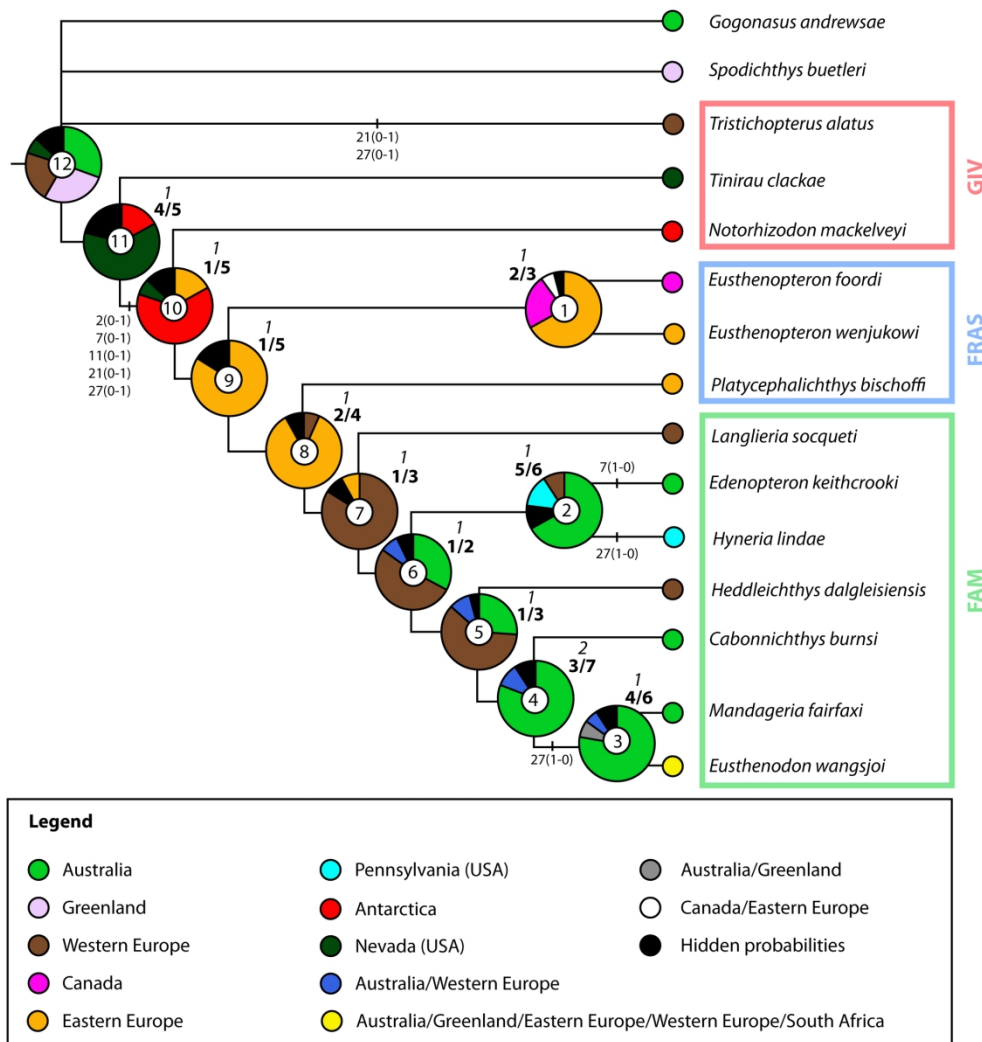 Gogonasus andrewsae
Spodichthys buetleri
Tristichopterus alatus
21(0-1)
27(0-1)
12
GIV
Tinirau clackae
1
4/5
11
Notorhizodon mackelveyi
1
1/5
10
2(0-1)
7(0-1)
11(0-1)
21(0-1)
27(0-1)
Eusthenopteron foordi
1
2/3
1
FRAS
Eusthenopteron wenjukowi
1
1/5
9
Platycephalichthys bischoffi
1
2/4
8
Langlieria socqueti
1
1/3
7
Edenopteron keithcrooki
1
5/6
7(1-0)
2
Hyneria lindae
27(1-0)
1
1/2
6
FAM
Heddleichthys dalgleisiensis
1
1/3
5
Cabonnichthys burnsi
2
3/7
4
Mandageria fairfaxi
1
4/6
3
27(1-0)
Eusthenodon wangsjoi
Legend
Australia
Greenland
Western Europe
Canada
Eastern Europe
Pennsylvania (USA)
Antarctica
Nevada (USA)
Australia/Western Europe
Australia/Greenland/Eastern Europe/Western Europe/South Africa
Australia/Greenland
Canada/Eastern Europe
Hidden probabilities